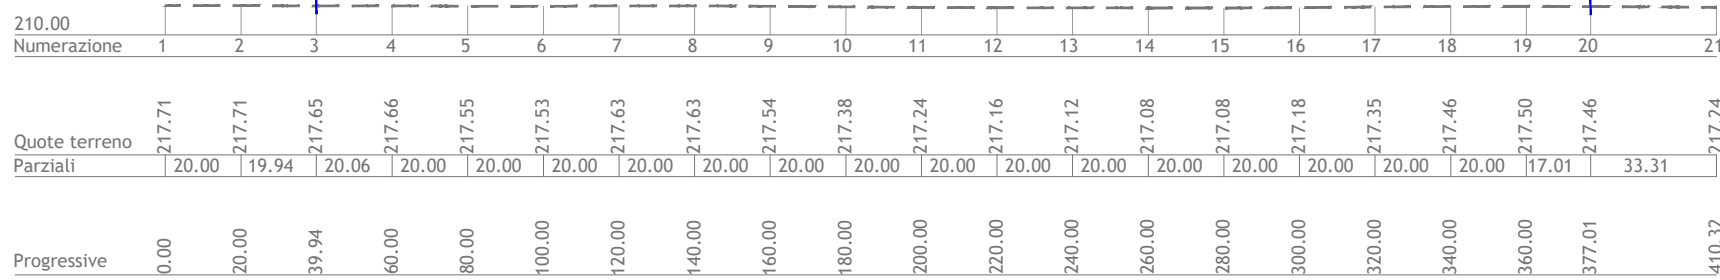 210.00
Numerazione 1 2 3 4 5 6 7 8 9 10 11 12 13 14 15 16 17 18 19 20 21
Quote terreno 217.71 217.71 217.65 217.66 217.55 217.53 217.63 217.63 217.54 217.38 217.24 217.16 217.12 217.08 217.08 217.18 217.35 217.46 217.50 217.46 217.24
Parziali 20.00 19.94 20.06 20.00 20.00 20.00 20.00 20.00 20.00 20.00 20.00 20.00 20.00 20.00 20.00 20.00 20.00 20.00 17.01 33.31
Progressive 0.00 20.00 39.94 60.00 80.00 100.00 120.00 140.00 160.00 180.00 200.00 220.00 240.00 260.00 280.00 300.00 320.00 340.00 360.00 377.01 410.32